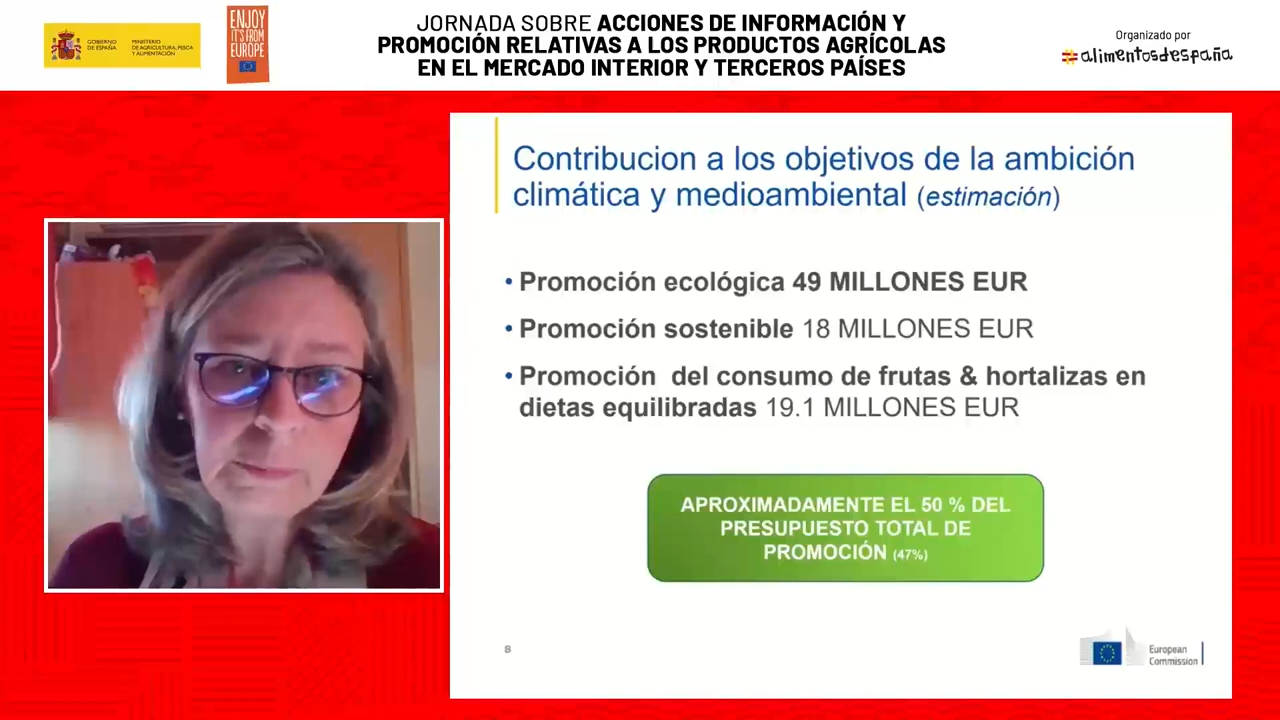 GOBIERNO
DE ESPAÑA
MINISTERIO
DE AGRICULTURA, PESCA
Y ALIMENTACIÓN
ENJOY
IT'S FROM
EUROPE
JORNADA SOBRE ACCIONES DE INFORMACIÓN Y
PROMOCIÓN RELATIVAS A LOS PRODUCTOS AGRÍCOLAS
EN EL MERCADO INTERIOR Y TERCEROS PAÍSES
Organizado por
#alimentosdespaña
Contribucion a los objetivos de la ambición
climática y medioambiental (estimación)
• Promoción ecológica 49 MILLONES EUR
• Promoción sostenible 18 MILLONES EUR
• Promoción del consumo de frutas & hortalizas en
dietas equilibradas 19.1 MILLONES EUR
APROXIMADAMENTE EL 50 % DEL
PRESUPUESTO TOTAL DE
PROMOCIÓN (47%)
8
European
Commission